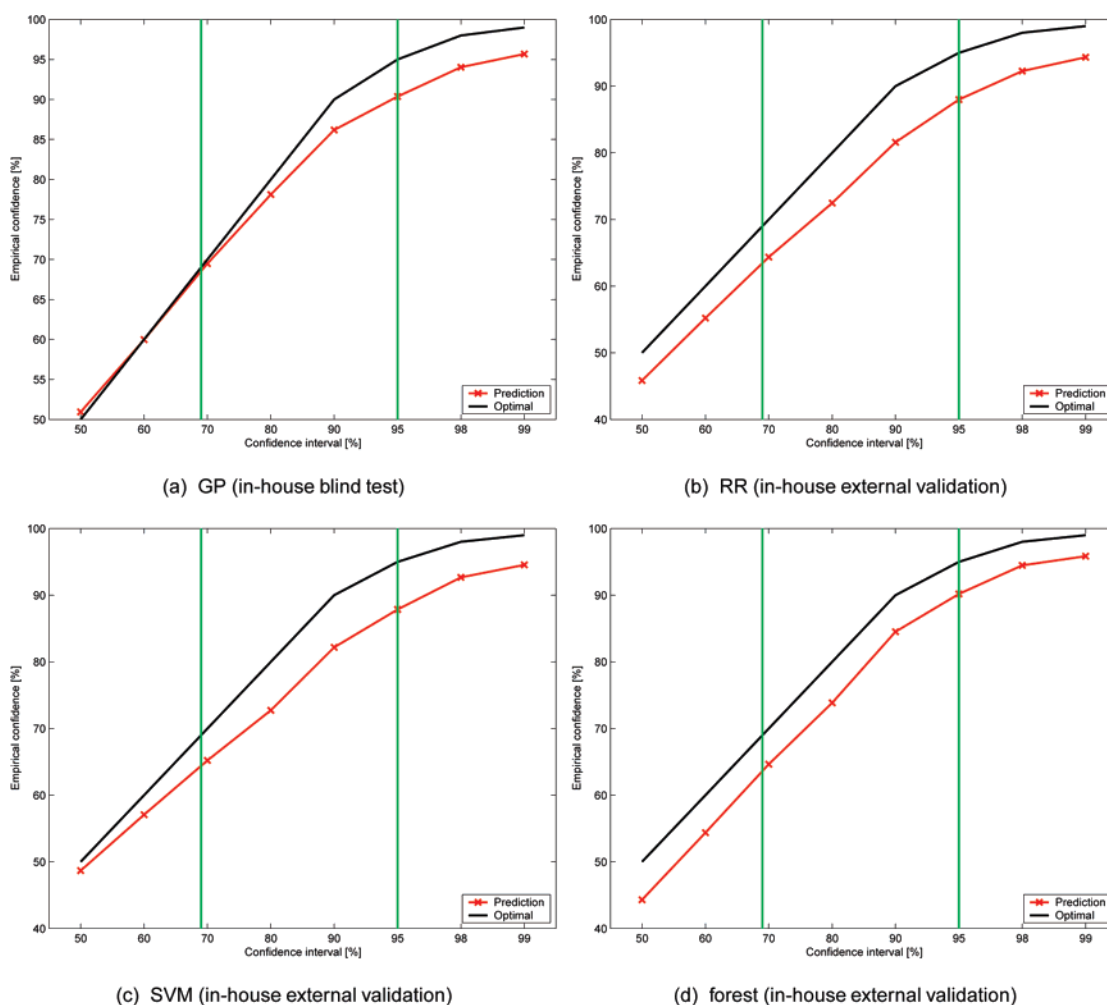 100
95
90
85
80
75
70
65
60
55
50
Empirical confidence [%]
50 60 70 80 90 95 98 99
Confidence interval [%]
Prediction
Optimal
(a) GP (in-house blind test)
100
90
80
70
60
50
40
Empirical confidence [%]
50 60 70 80 90 95 98 99
Confidence interval [%]
Prediction
Optimal
(b) RR (in-house external validation)
100
90
80
70
60
50
40
Empirical confidence [%]
50 60 70 80 90 95 98 99
Confidence interval [%]
Prediction
Optimal
(c) SVM (in-house external validation)
100
90
80
70
60
50
40
Empirical confidence [%]
50 60 70 80 90 95 98 99
Confidence interval [%]
Prediction
Optimal
(d) forest (in-house external validation)